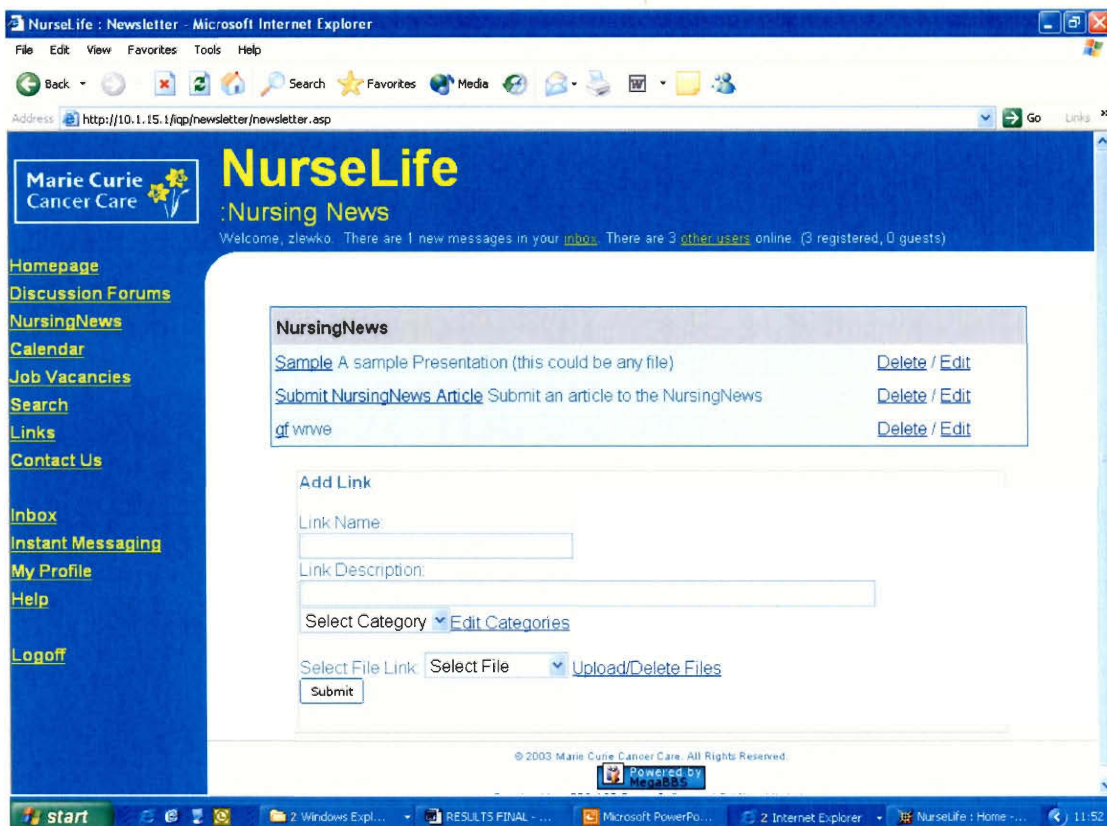 NurseLife : Newsletter - Microsoft Internet Explorer
File Edit View Favorites Tools Help
Back Search Favorites Media
Address http://10.1.15.1/iqp/newsletter/newsletter.asp Go Links »
Marie Curie
Cancer Care
NurseLife
:Nursing News
Welcome, zlewko. There are 1 new messages in your inbox. There are 3 other users online. (3 registered, 0 guests)
Homepage
Discussion Forums
NursingNews
Calendar
Job Vacancies
Search
Links
Contact Us
Inbox
Instant Messaging
My Profile
Help
Logoff
NursingNews
Sample A sample Presentation (this could be any file) Delete / Edit
Submit NursingNews Article Submit an article to the NursingNews Delete / Edit
gf wrwe Delete / Edit
Add Link
Link Name:
Link Description:
Select Category Edit Categories
Select File Link: Select File Upload/Delete Files
Submit
© 2003 Marie Curie Cancer Care. All Rights Reserved.
Powered by
MegaBBS
start 2 Windows Expl... RESULTS FINAL - ... Microsoft PowerPo... 2 Internet Explorer NurseLife : Home -... 11:52